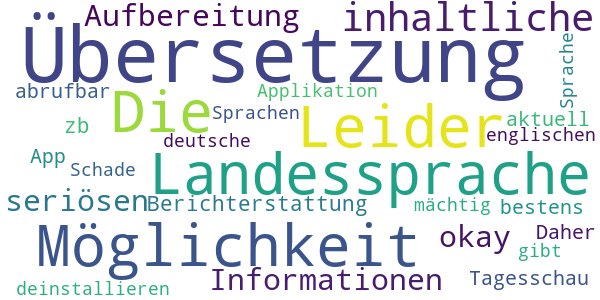 Aufbereitung inhaltliche
Übersetzung
Sprache
abrufbar Die Applikation
Sprachen Leider aktuell
zb deutsche englischen
App Schade Landessprache
seriösen Berichterstattung mächtig bestens
Möglichkeit okay Daher
gibt
Informationen Tagesschau
deinstallieren